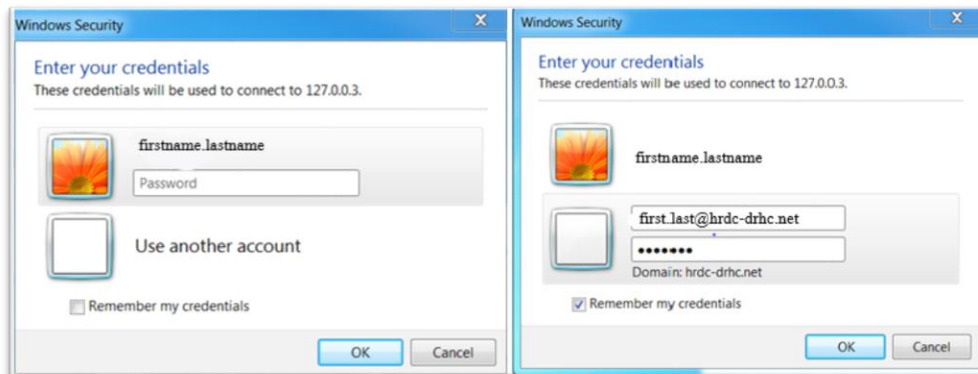 Windows Security
Enter your credentials
These credentials will be used to connect to 127.0.0.3.
firstname.lastname
Password
Use another account
Remember my credentials
OK Cancel
Windows Security
Enter your credentials
These credentials will be used to connect to 127.0.0.3.
firstname.lastname
first.last@hrdc-drhc.net
•••••••
Domain: hrdc-drhc.net
Remember my credentials
OK Cancel